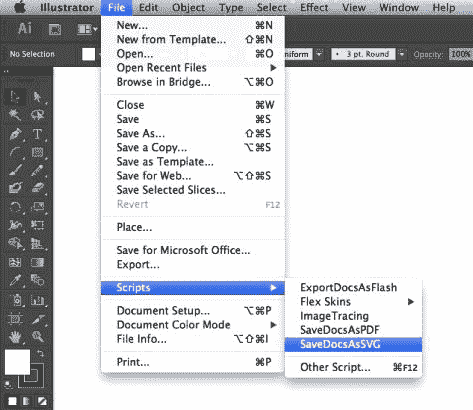 Illustrator File Edit Object Type Select Effect View Window Help
Ai
No Selection
niform 3 pt. Round Opacity: 100%
New... ⌘N
New from Template... ⇧⌘N
Open... ⌘O
Open Recent Files
Browse in Bridge... ⌥⌘O
Close ⌘W
Save ⌘S
Save As... ⇧⌘S
Save a Copy... ⌥⌘S
Save as Template...
Save for Web... ⌥⇧⌘S
Save Selected Slices...
Revert F12
Place...
Save for Microsoft Office...
Export...
Scripts
ExportDocsAsFlash
Flex Skins
ImageTracing
SaveDocsAsPDF
SaveDocsAsSVG
Other Script... ⌘F12
Document Setup... ⌥⌘P
Document Color Mode
File Info... ⌥⇧⌘I
Print... ⌘P